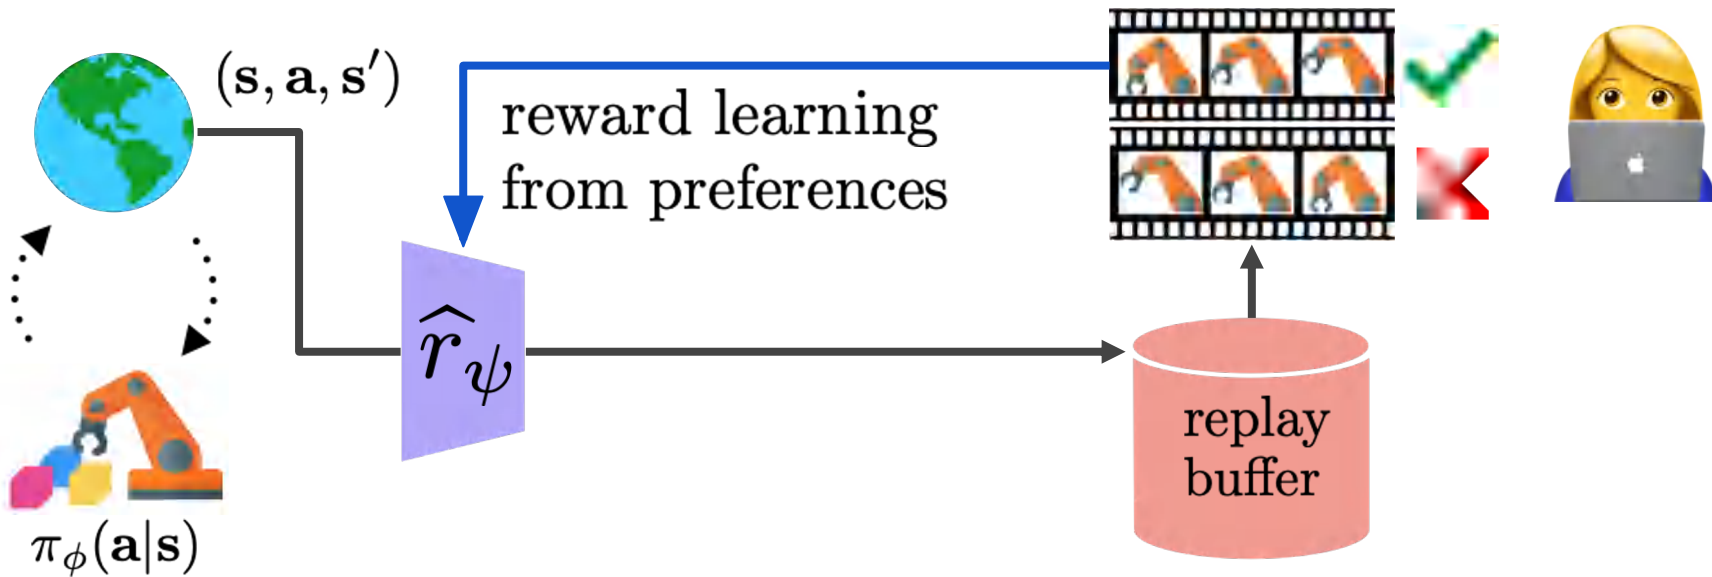 (s, a, s′)
reward learning
from preferences
r̂ψ
replay
buffer
πϕ(a|s)